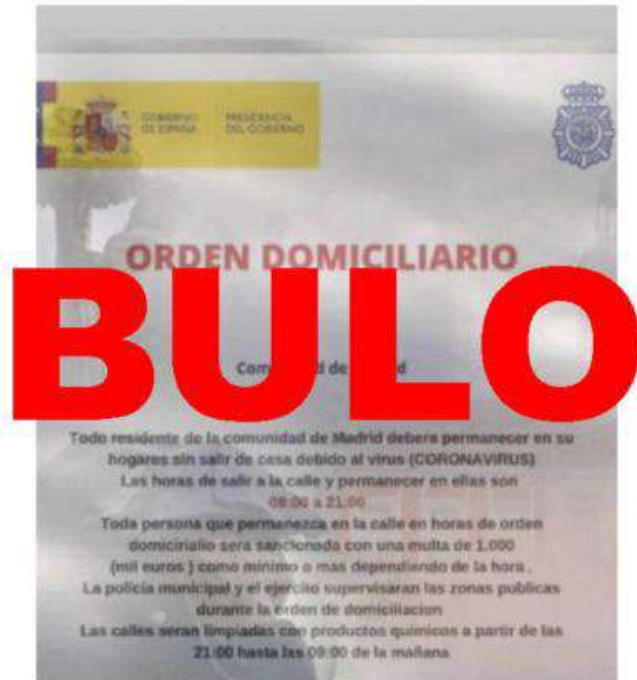 GOBIERNO DE ESPAÑA
PRESIDENCIA DEL GOBIERNO
ORDEN DOMICILIARIO
BULO
de
Todo residente de la comunidad de Madrid debera permanecer en su
hogares sin salir de casa debido al virus (CORONAVIRUS)
Las horas de salir a la calle y permanecer en ellas son
09:00 a 21:00
Toda persona que permanezca en la calle en horas de orden
domicirialio sera sancionada con una multa de 1.000
(mil euros ) como minimo o mas dependiendo de la hora .
La policia municipal y el ejercito supervisaran las zonas publicas
durante la orden de domiciliacion
Las calles seran limpiadas con productos quimicos a partir de las
21:00 hasta las 09:00 de la mañana